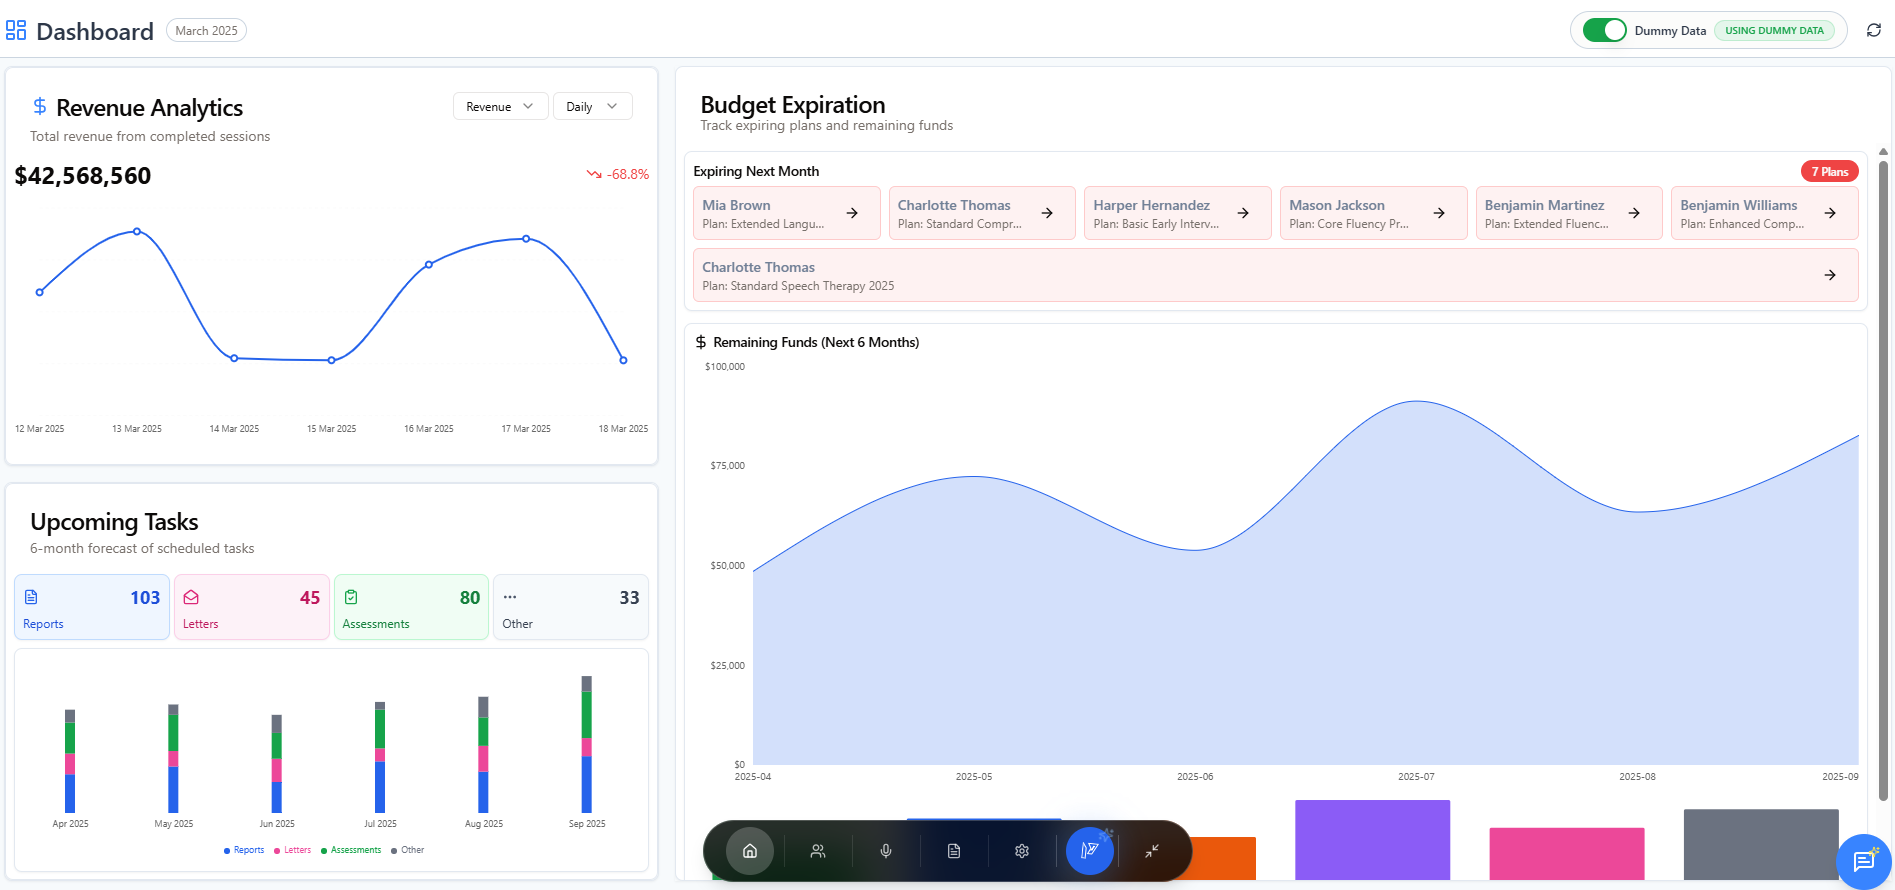 Dashboard
March 2025
Dummy Data
USING DUMMY DATA
Revenue Analytics
Revenue
Daily
Total revenue from completed sessions
$42,568,560
-68.8%
12 Mar 2025
13 Mar 2025
14 Mar 2025
15 Mar 2025
16 Mar 2025
17 Mar 2025
18 Mar 2025
Upcoming Tasks
6-month forecast of scheduled tasks
103
Reports
45
Letters
80
Assessments
33
Other
Apr 2025
May 2025
Jun 2025
Jul 2025
Aug 2025
Sep 2025
Reports
Letters
Assessments
Other
Budget Expiration
Track expiring plans and remaining funds
Expiring Next Month
7 Plans
Mia Brown
Plan: Extended Langu...
Charlotte Thomas
Plan: Standard Compr...
Harper Hernandez
Plan: Basic Early Interv...
Mason Jackson
Plan: Core Fluency Pr...
Benjamin Martinez
Plan: Extended Fluenc...
Benjamin Williams
Plan: Enhanced Comp...
Charlotte Thomas
Plan: Standard Speech Therapy 2025
$ Remaining Funds (Next 6 Months)
$100,000
$75,000
$50,000
$25,000
$0
2025-04
2025-05
2025-06
2025-07
2025-08
2025-09